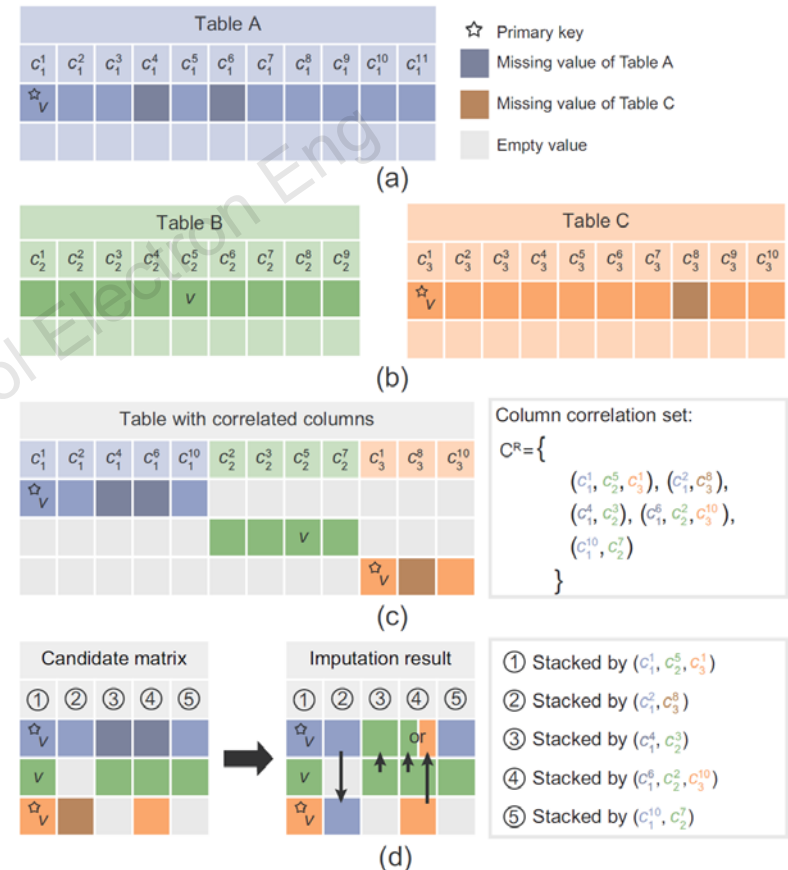 Table A
☆ Primary key
Missing value of Table A
Missing value of Table C
Empty value
c₁¹ c₁² c₁³ c₁⁴ c₁⁵ c₁⁶ c₁⁷ c₁⁸ c₁⁹ c₁¹⁰ c₁¹¹
☆ v
(a)
Table B
c₂¹ c₂² c₂³ c₂⁴ c₂⁵ c₂⁶ c₂⁷ c₂⁸ c₂⁹
v
Table C
c₃¹ c₃² c₃³ c₃⁴ c₃⁵ c₃⁶ c₃⁷ c₃⁸ c₃⁹ c₃¹⁰
☆ v
(b)
Table with correlated columns
c₁¹ c₁² c₁⁴ c₁⁶ c₁¹⁰ c₂² c₂³ c₂⁵ c₂⁷ c₃¹ c₃⁸ c₃¹⁰
☆ v
v
☆ v
Column correlation set:
Cᴿ={
(c₁¹, c₂⁵, c₃¹), (c₁², c₃⁸),
(c₁⁴, c₂³), (c₁⁶, c₂², c₃¹⁰),
(c₁¹⁰, c₂⁷)
}
(c)
Candidate matrix
① ② ③ ④ ⑤
☆ v
v
☆ v
Imputation result
① ② ③ ④ ⑤
☆ v or
v
☆ v
① Stacked by (c₁¹, c₂⁵, c₃¹)
② Stacked by (c₁², c₃⁸)
③ Stacked by (c₁⁴, c₂³)
④ Stacked by (c₁⁶, c₂², c₃¹⁰)
⑤ Stacked by (c₁¹⁰, c₂⁷)
(d)
ol Electron Eng